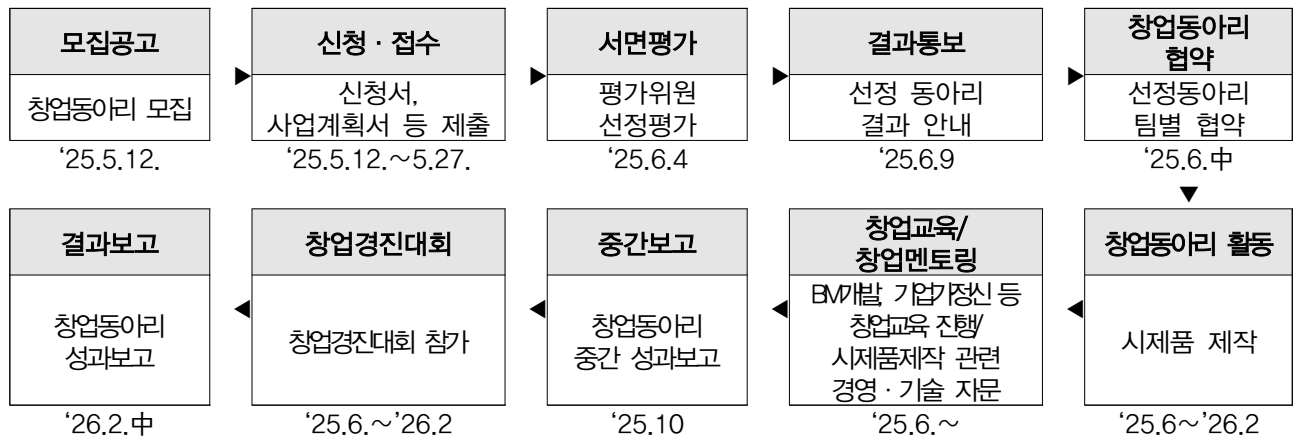 모집공고
창업동아리 모집
‘25.5.12.
▶
신청 · 접수
신청서,
사업계획서 등 제출
‘25.5.12.~5.27.
▶
서면평가
평가위원
선정평가
‘25.6.4
▶
결과통보
선정 동아리
결과 안내
‘25.6.9
▶
창업동아리
협약
선정동아리
팀별 협약
‘25.6.中
▼
창업동아리 활동
시제품 제작
‘25.6~’26.2
◀
창업교육/
창업멘토링
BM개발, 기업가정신 등
창업교육 진행/
시제품제작 관련
경영 · 기술 자문
‘25.6.~
◀
중간보고
창업동아리
중간 성과보고
‘25.10
◀
창업경진대회
창업경진대회 참가
‘25.6.~’26.2
◀
결과보고
창업동아리
성과보고
‘26.2.中